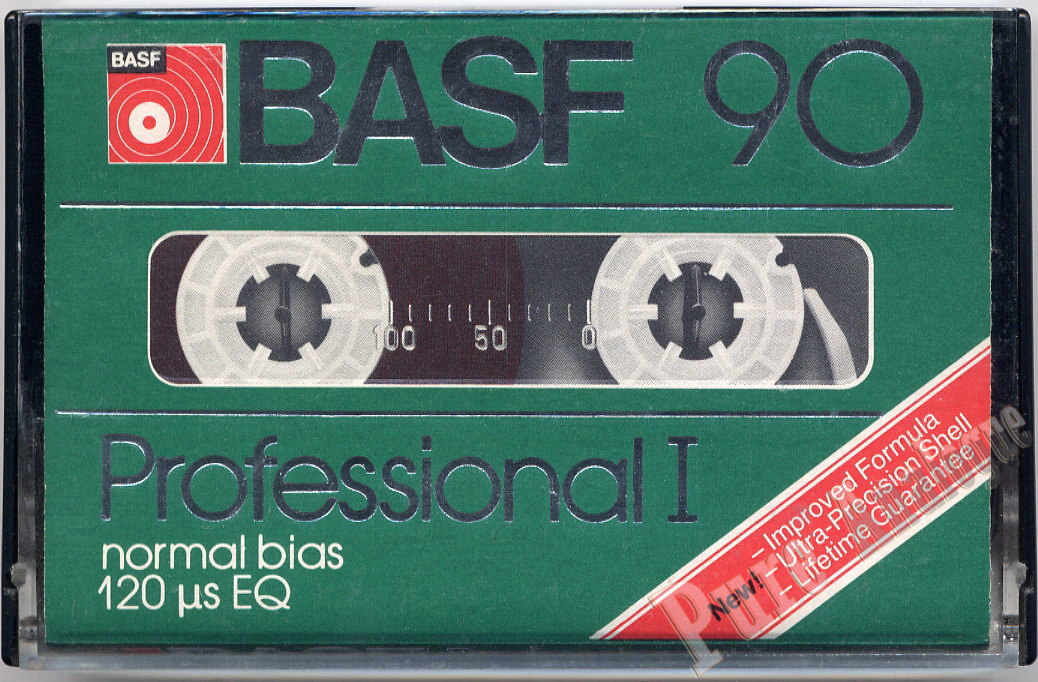 BASF
BASF 90
100 50 0
Professional I
normal bias
120 µs EQ
New!
– Improved Formula
– Ultra-Precision Shell
– Lifetime Guarantee